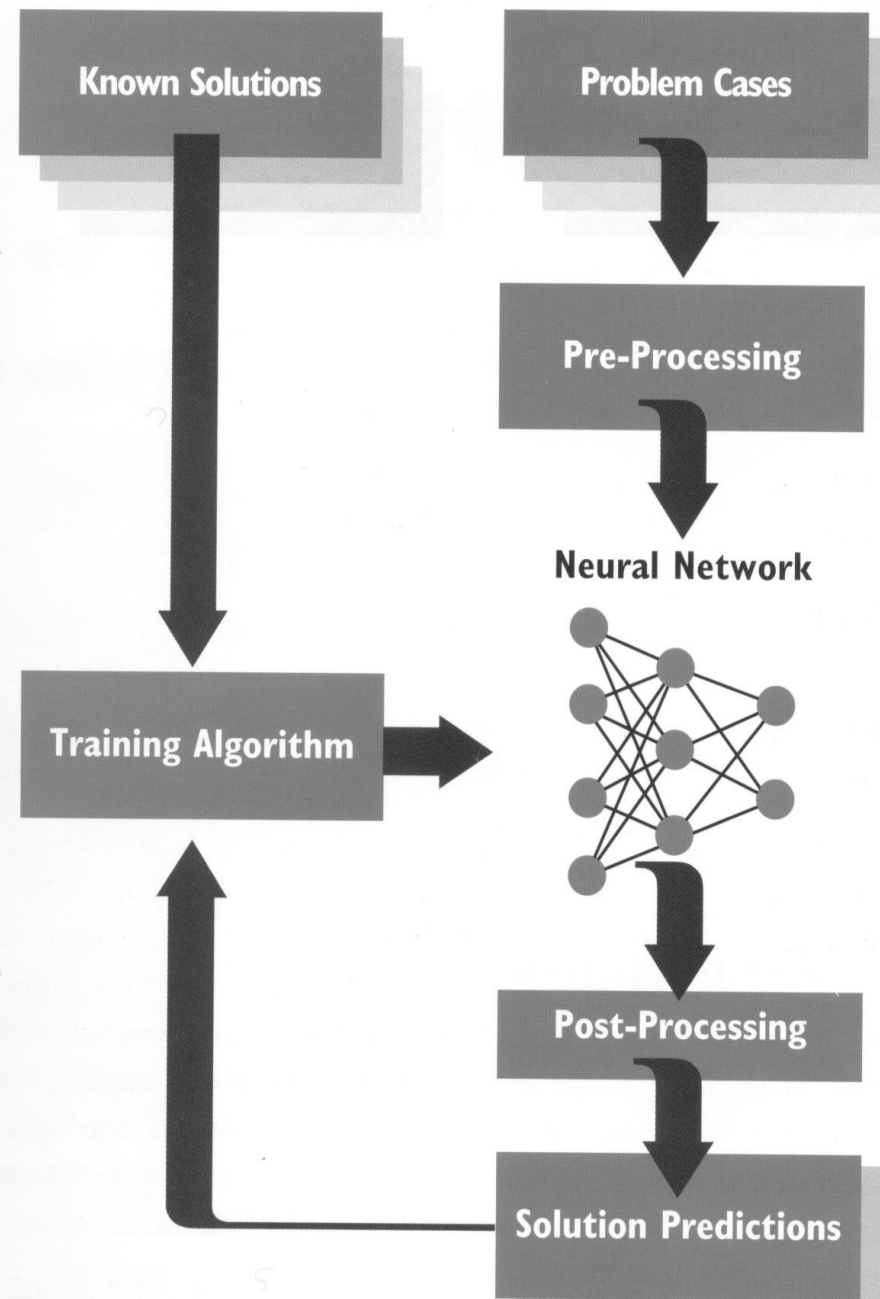 Known Solutions
Problem Cases
Pre-Processing
Neural Network
Training Algorithm
Post-Processing
Solution Predictions